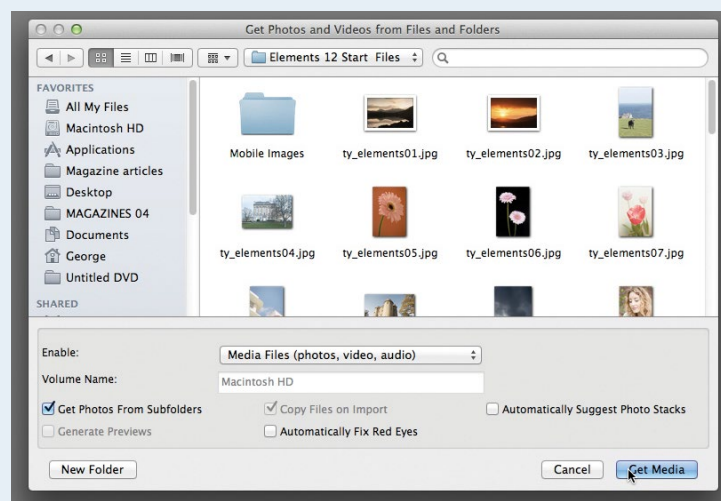 Get Photos and Videos from Files and Folders
Elements 12 Start Files
FAVORITES
All My Files
Macintosh HD
Applications
Magazine articles
Desktop
MAGAZINES 04
Documents
George
Untitled DVD
SHARED
Mobile Images
ty_elements01.jpg
ty_elements02.jpg
ty_elements03.jpg
ty_elements04.jpg
ty_elements05.jpg
ty_elements06.jpg
ty_elements07.jpg
Enable:
Media Files (photos, video, audio)
Volume Name:
Macintosh HD
Get Photos From Subfolders
Copy Files on Import
Automatically Suggest Photo Stacks
Generate Previews
Automatically Fix Red Eyes
New Folder
Cancel
Get Media